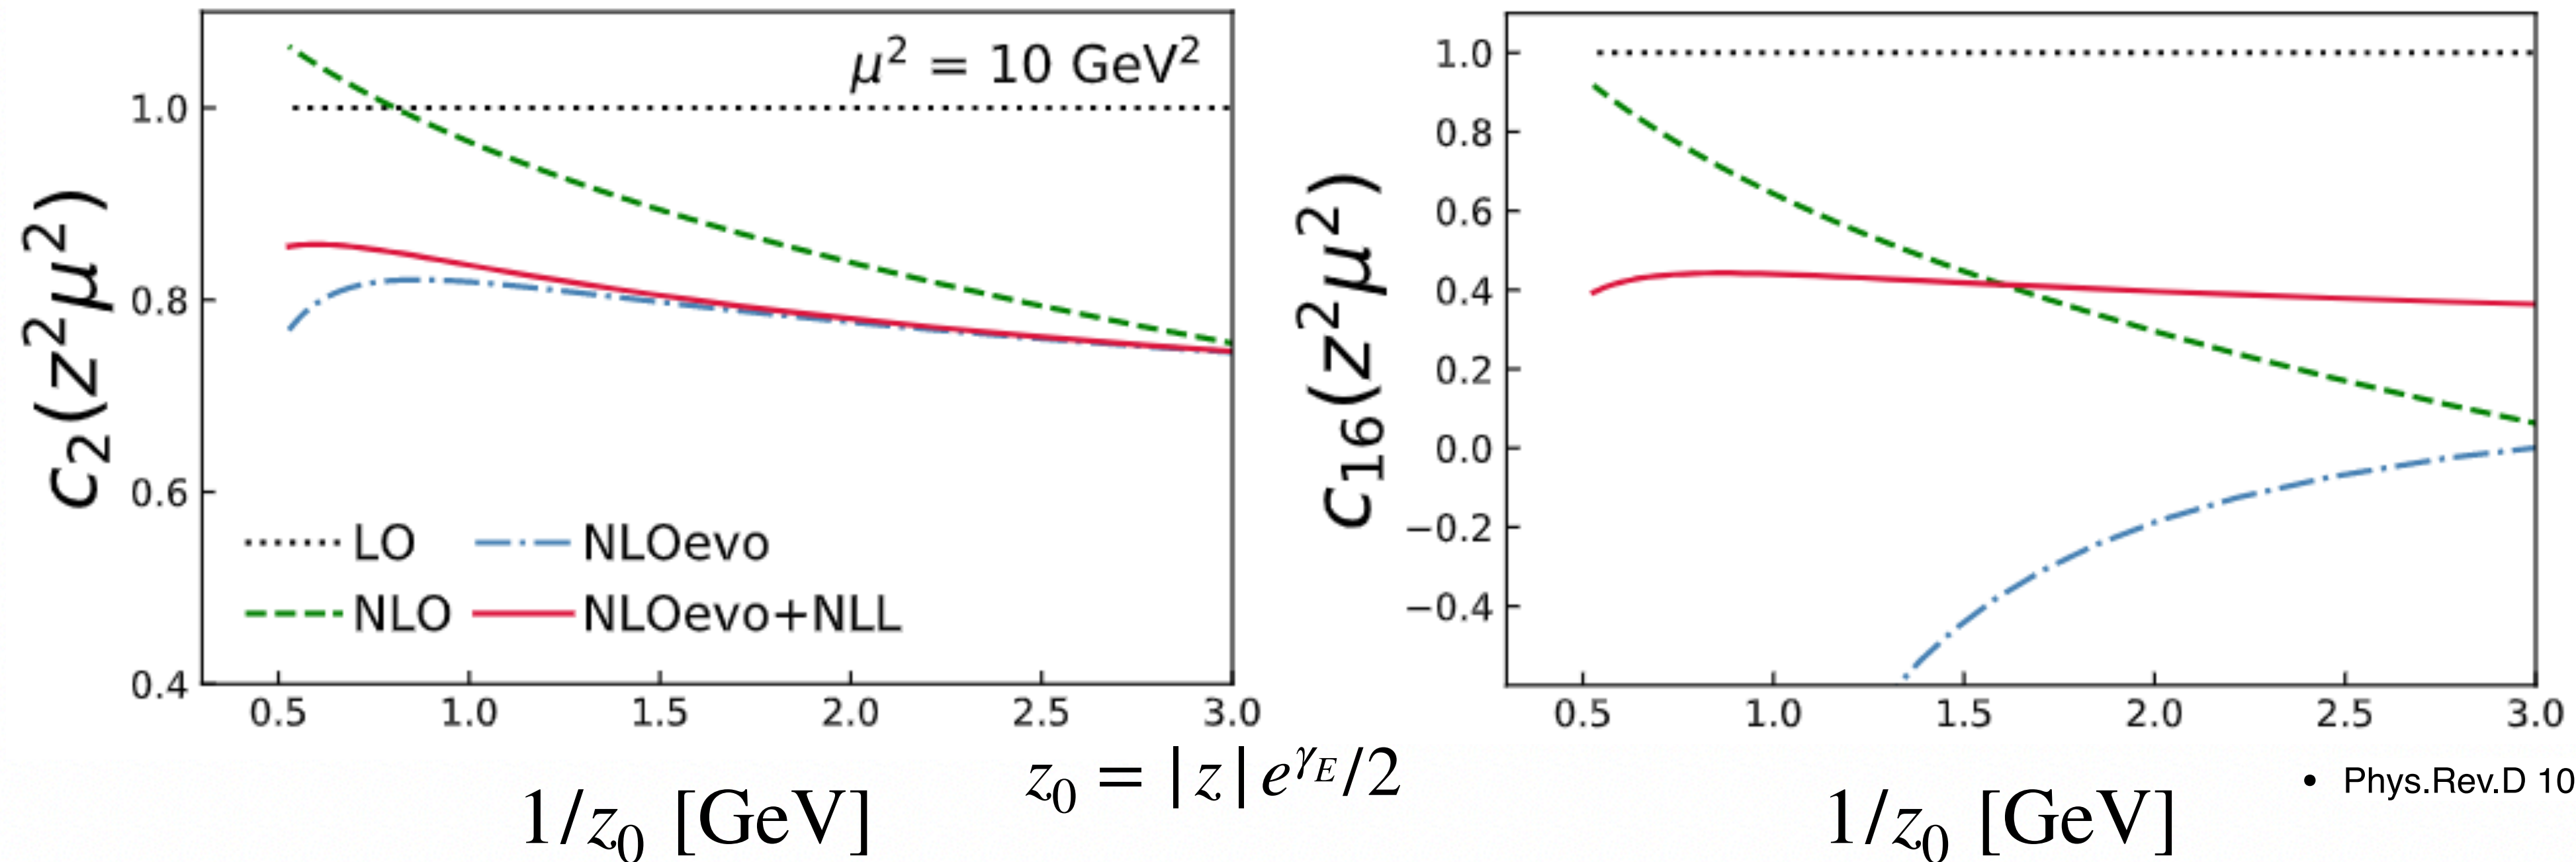 c₂(z²μ²)
1.0
0.8
0.6
0.4
μ² = 10 GeV²
LO
NLOevo
NLO
NLOevo+NLL
0.5 1.0 1.5 2.0 2.5 3.0
1/z₀ [GeV]
z₀ = |z| e^{γ_E}/2
c₁₆(z²μ²)
1.0
0.8
0.6
0.4
0.2
0.0
−0.2
−0.4
0.5 1.0 1.5 2.0 2.5 3.0
1/z₀ [GeV]
• Phys.Rev.D 10